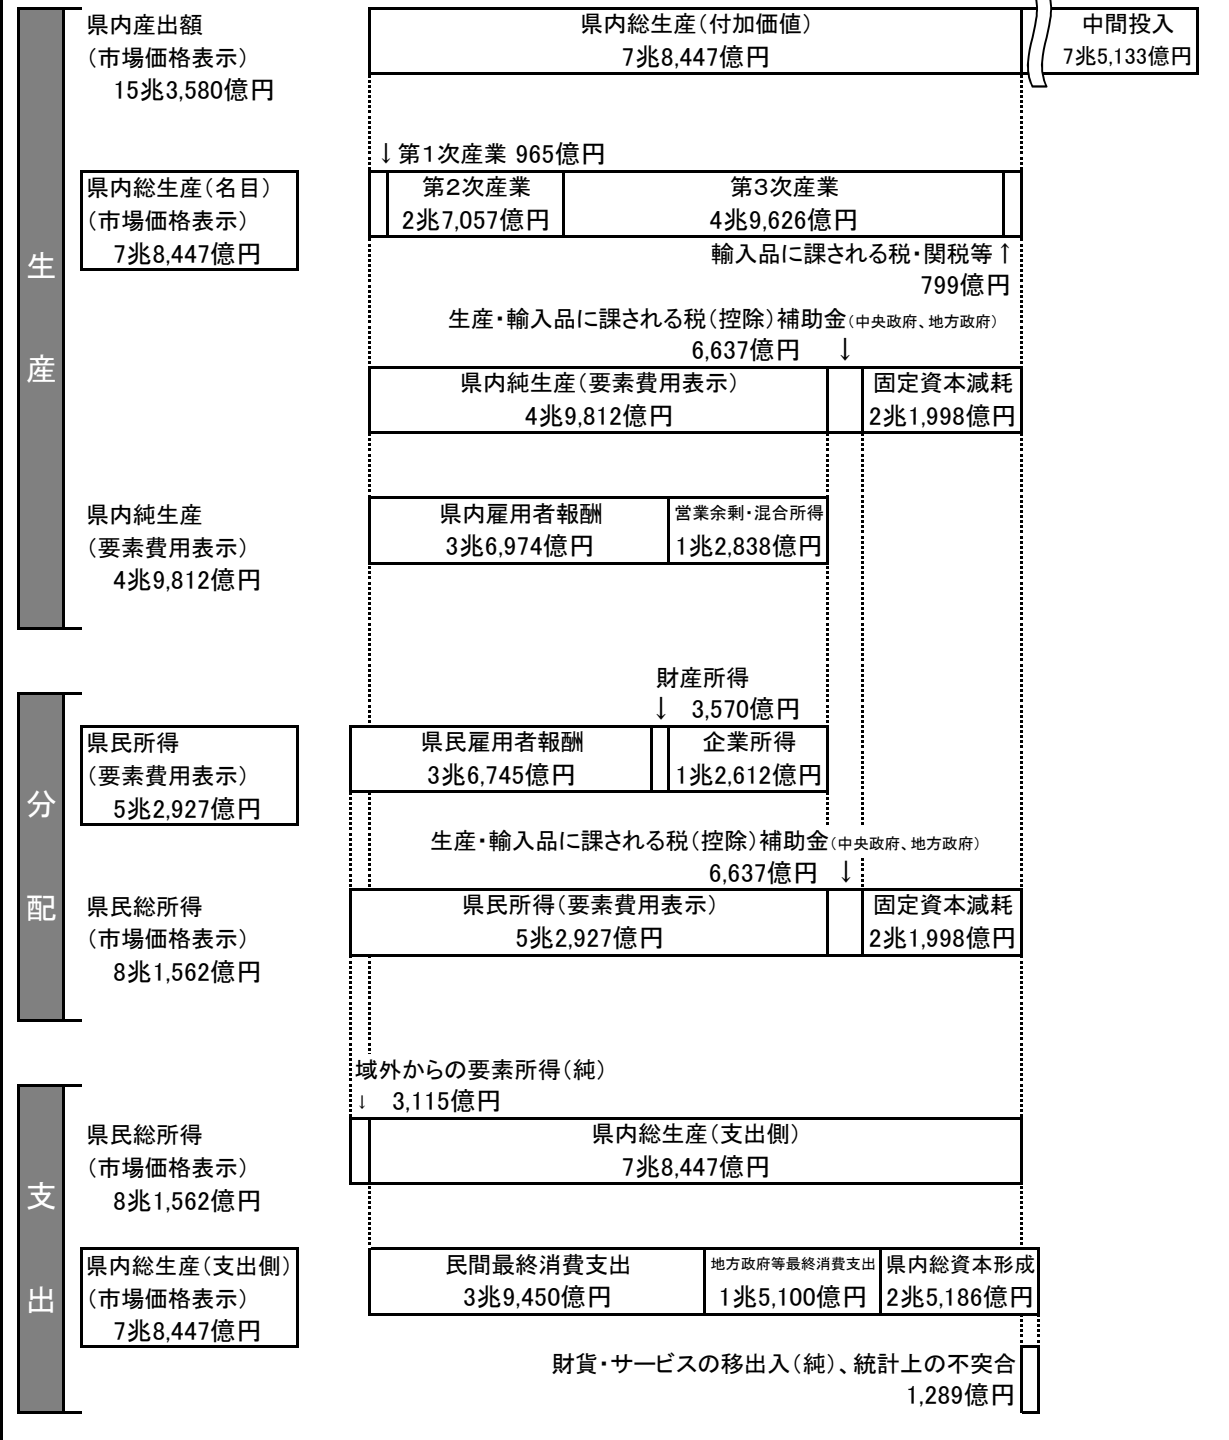 生産
県内産出額
（市場価格表示）
15兆3,580億円
県内総生産（付加価値）
7兆8,447億円
中間投入
7兆5,133億円
↓第１次産業 965億円
県内総生産（名目）
（市場価格表示）
7兆8,447億円
第２次産業
2兆7,057億円
第３次産業
4兆9,626億円
輸入品に課される税・関税等↑
799億円
生産・輸入品に課される税（控除）補助金（中央政府、地方政府）
6,637億円　↓
県内純生産（要素費用表示）
4兆9,812億円
固定資本減耗
2兆1,998億円
県内純生産
（要素費用表示）
4兆9,812億円
県内雇用者報酬
3兆6,974億円
営業余剰・混合所得
1兆2,838億円
分配
財産所得
↓　3,570億円
県民所得
（要素費用表示）
5兆2,927億円
県民雇用者報酬
3兆6,745億円
企業所得
1兆2,612億円
生産・輸入品に課される税（控除）補助金（中央政府、地方政府）
6,637億円　↓
県民総所得
（市場価格表示）
8兆1,562億円
県民所得（要素費用表示）
5兆2,927億円
固定資本減耗
2兆1,998億円
支出
域外からの要素所得（純）
↓　3,115億円
県民総所得
（市場価格表示）
8兆1,562億円
県内総生産（支出側）
7兆8,447億円
県内総生産（支出側）
（市場価格表示）
7兆8,447億円
民間最終消費支出
3兆9,450億円
地方政府等最終消費支出
1兆5,100億円
県内総資本形成
2兆5,186億円
財貨・サービスの移出入（純）、統計上の不突合
1,289億円